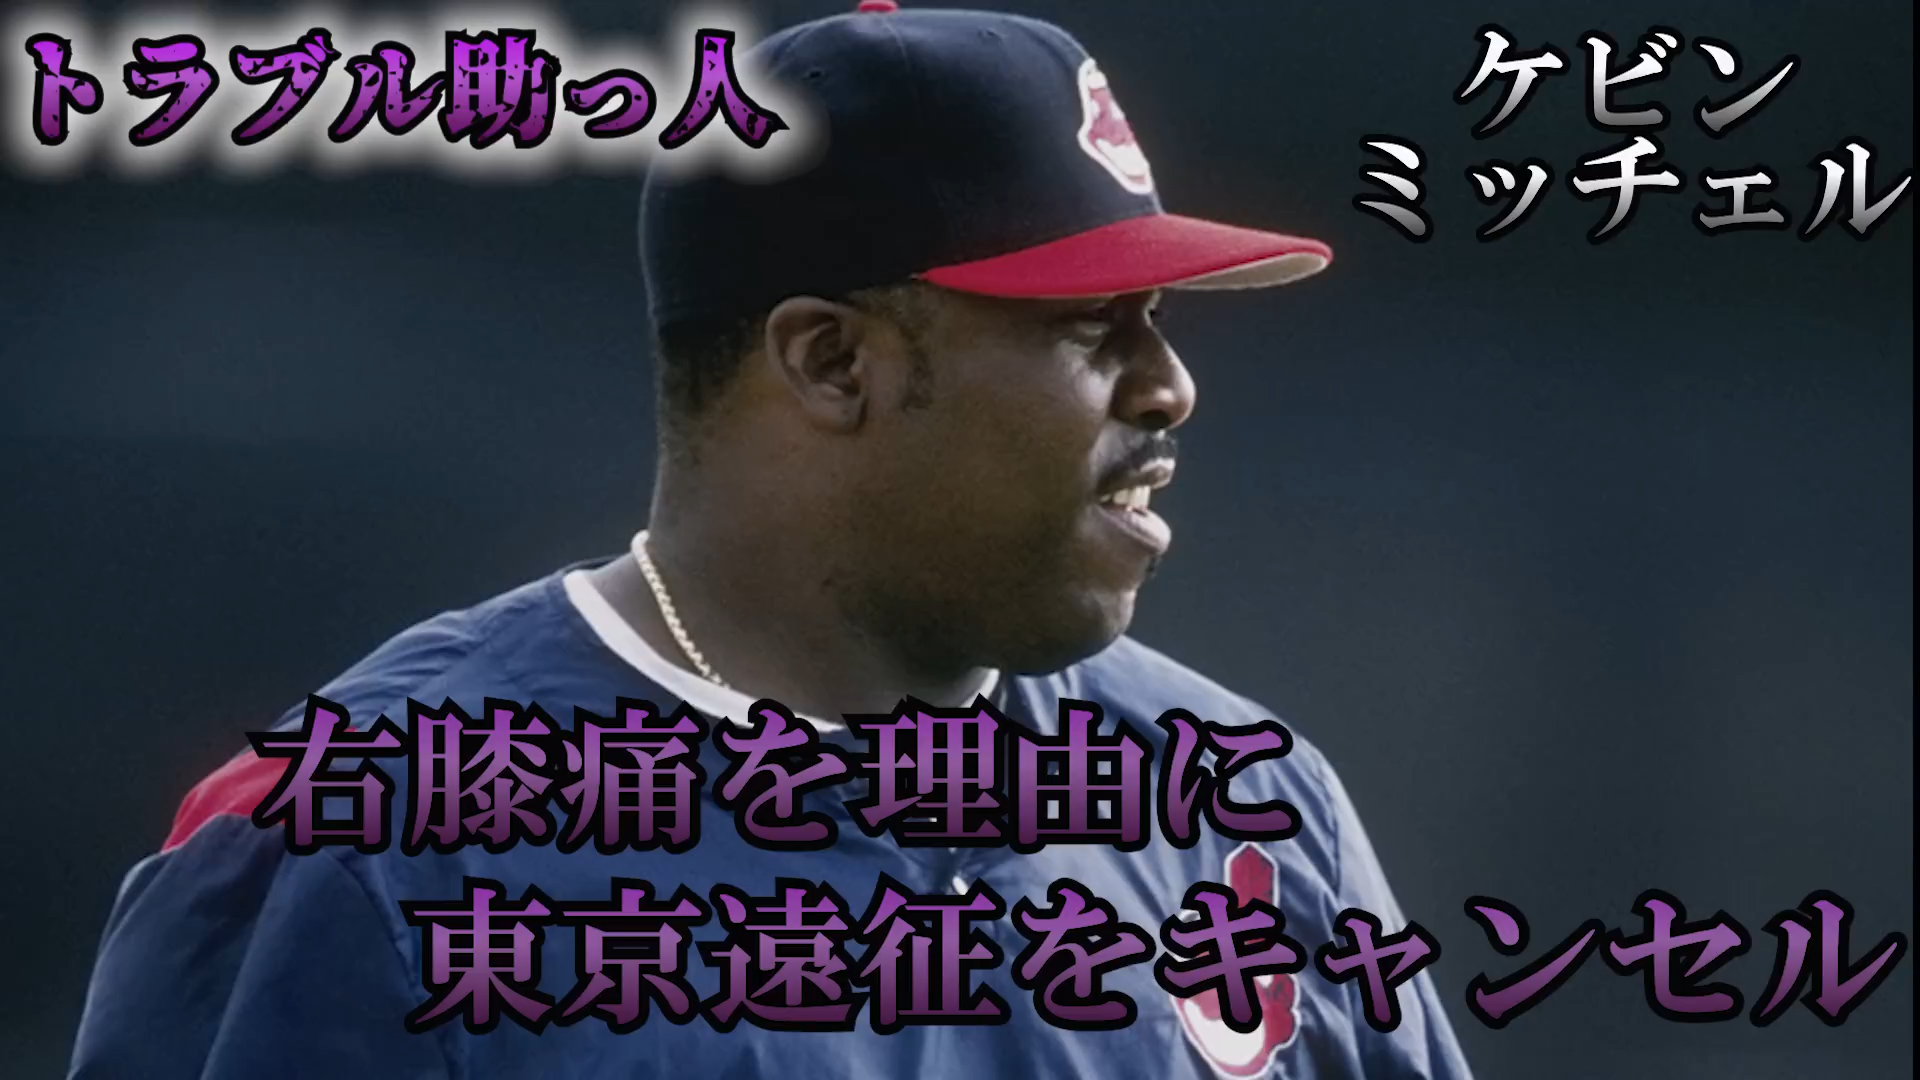 トラブル助っ人
ケビン
ミッチェル
右膝痛を理由に
東京遠征をキャンセル